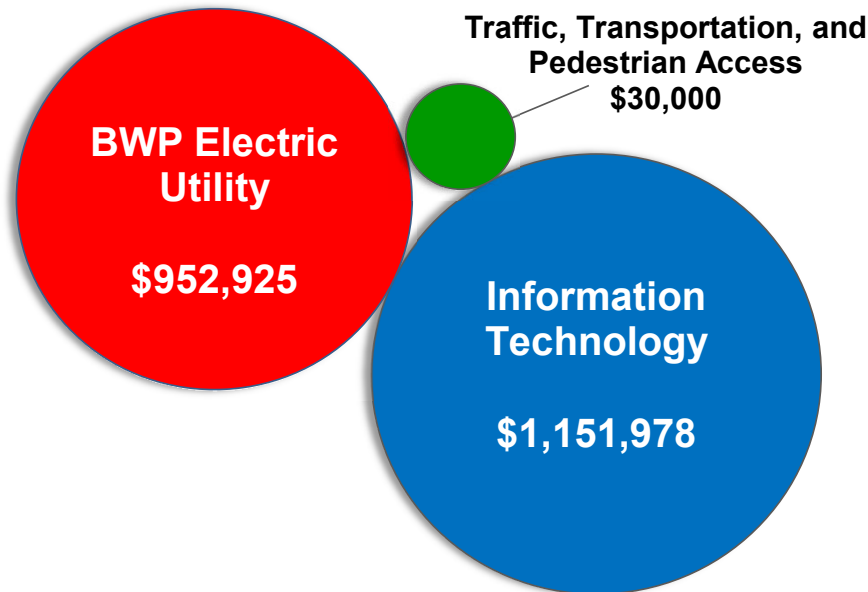 Traffic, Transportation, and
Pedestrian Access
$30,000
BWP Electric
Utility
$952,925
Information
Technology
$1,151,978